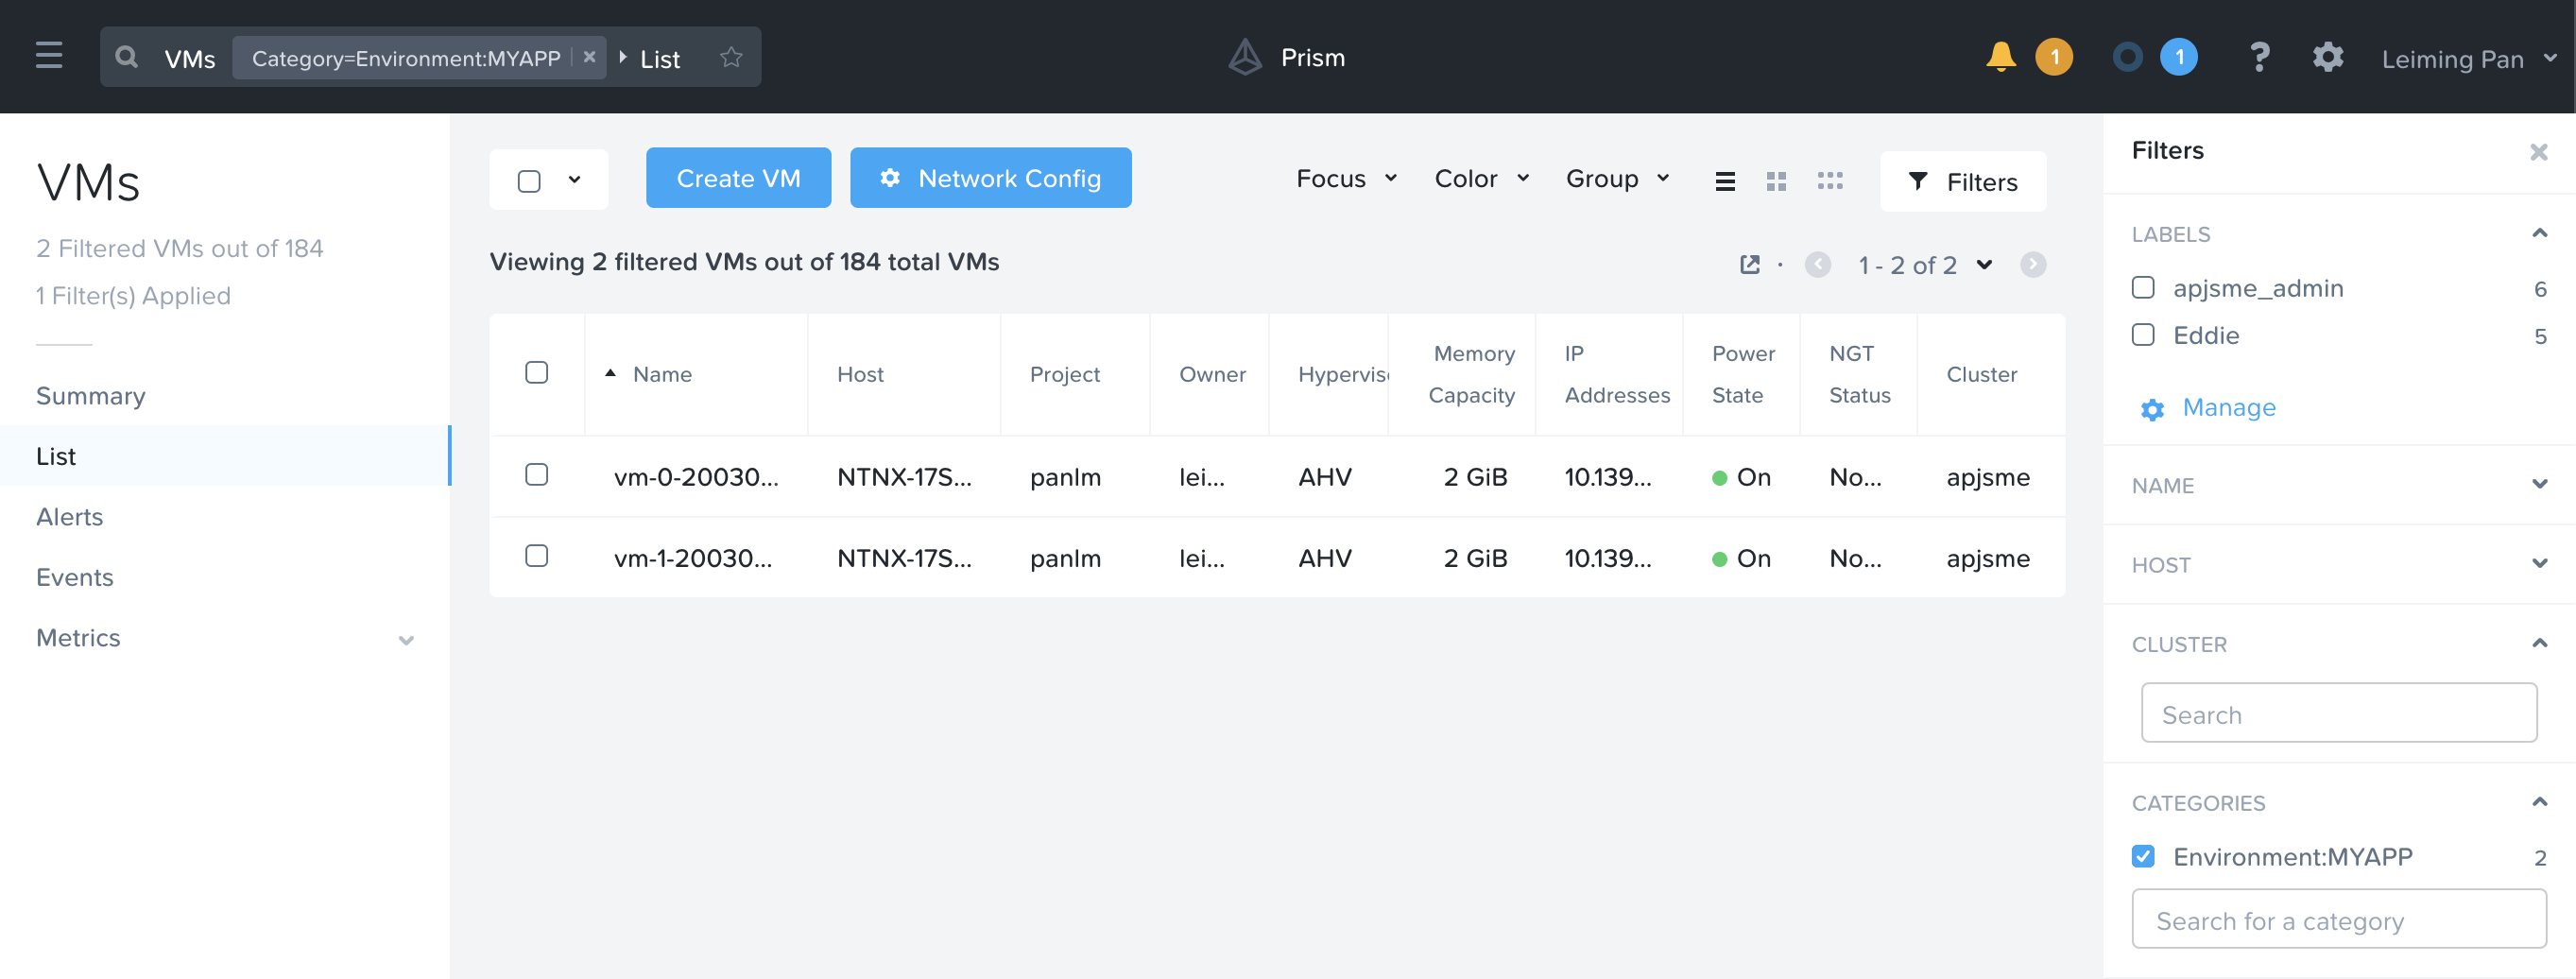 VMs Category=Environment:MYAPP List
Prism
1
1
?
Leiming Pan
VMs
2 Filtered VMs out of 184
1 Filter(s) Applied
Summary
List
Alerts
Events
Metrics
Create VM
Network Config
Focus
Color
Group
Filters
Viewing 2 filtered VMs out of 184 total VMs
1 - 2 of 2
Name Host Project Owner Hyperviso Memory Capacity IP Addresses Power State NGT Status Cluster
vm-0-20030... NTNX-17S... panlm lei... AHV 2 GiB 10.139... On No... apjsme
vm-1-20030... NTNX-17S... panlm lei... AHV 2 GiB 10.139... On No... apjsme
Filters
LABELS
apjsme_admin 6
Eddie 5
Manage
NAME
HOST
CLUSTER
Search
CATEGORIES
Environment:MYAPP 2
Search for a category